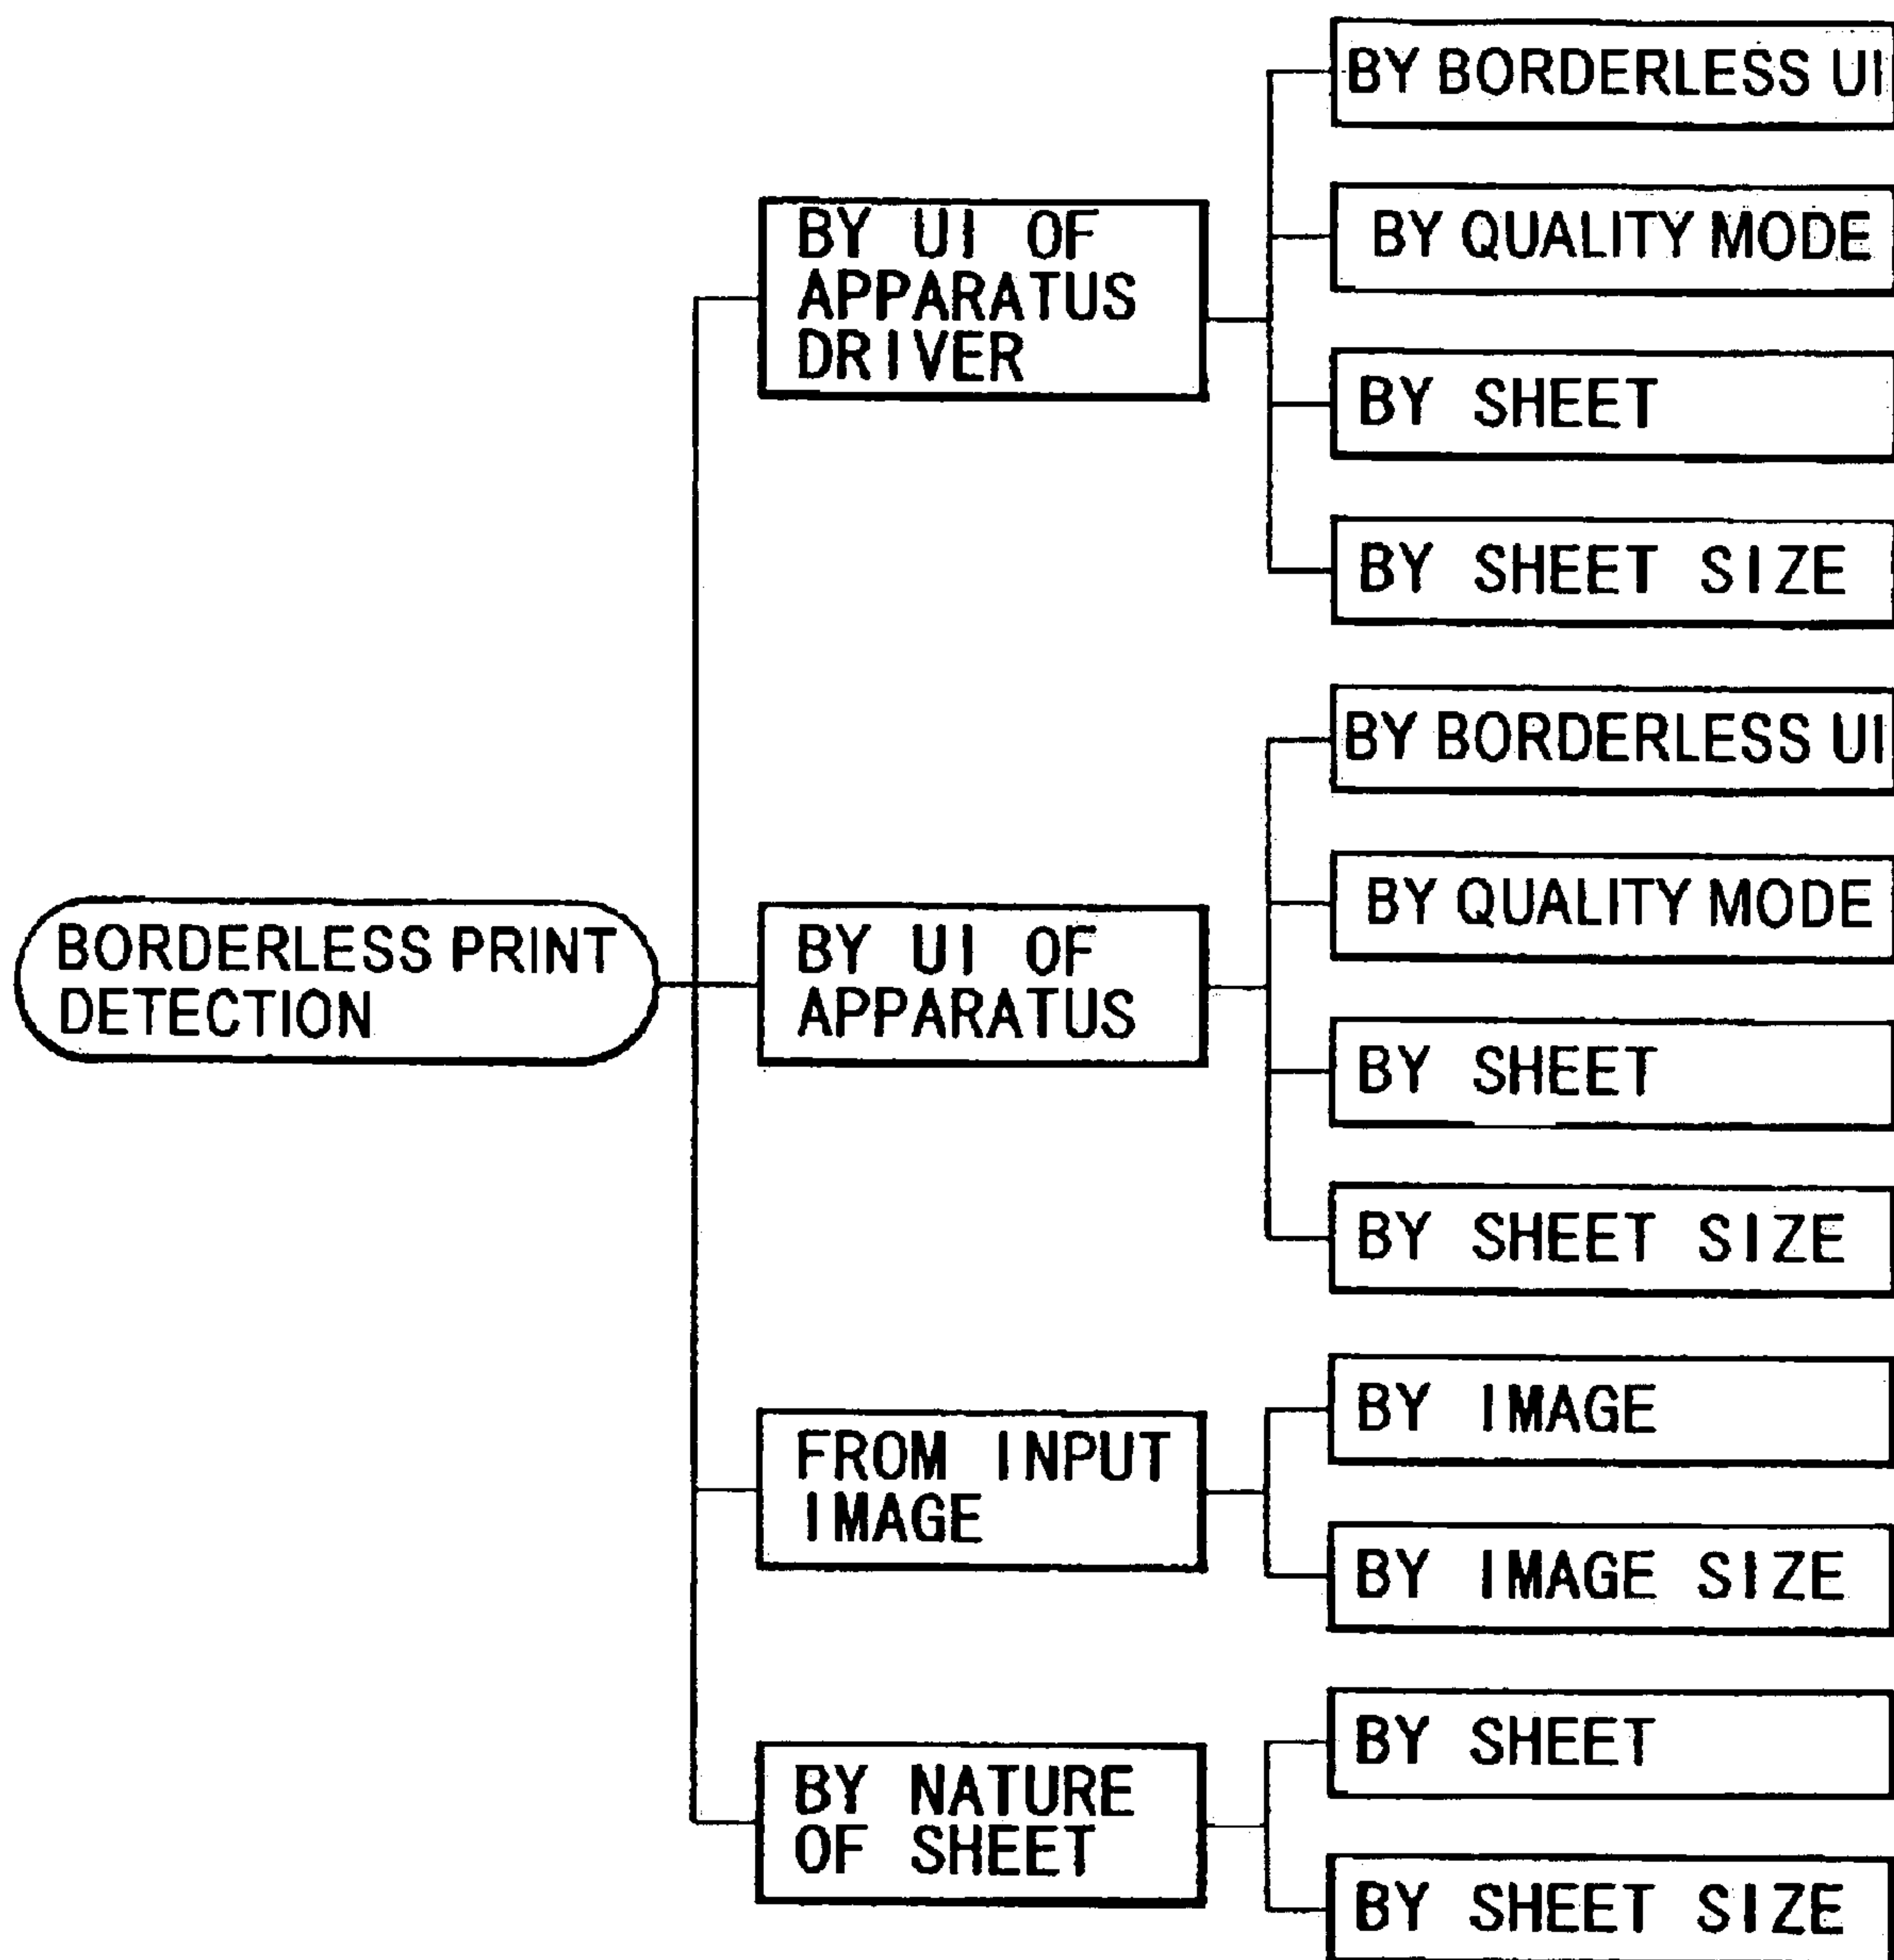 BORDERLESS PRINT
DETECTION
BY UI OF
APPARATUS
DRIVER
BY BORDERLESS UI
BY QUALITY MODE
BY SHEET
BY SHEET SIZE
BY UI OF
APPARATUS
BY BORDERLESS UI
BY QUALITY MODE
BY SHEET
BY SHEET SIZE
FROM INPUT
IMAGE
BY IMAGE
BY IMAGE SIZE
BY NATURE
OF SHEET
BY SHEET
BY SHEET SIZE